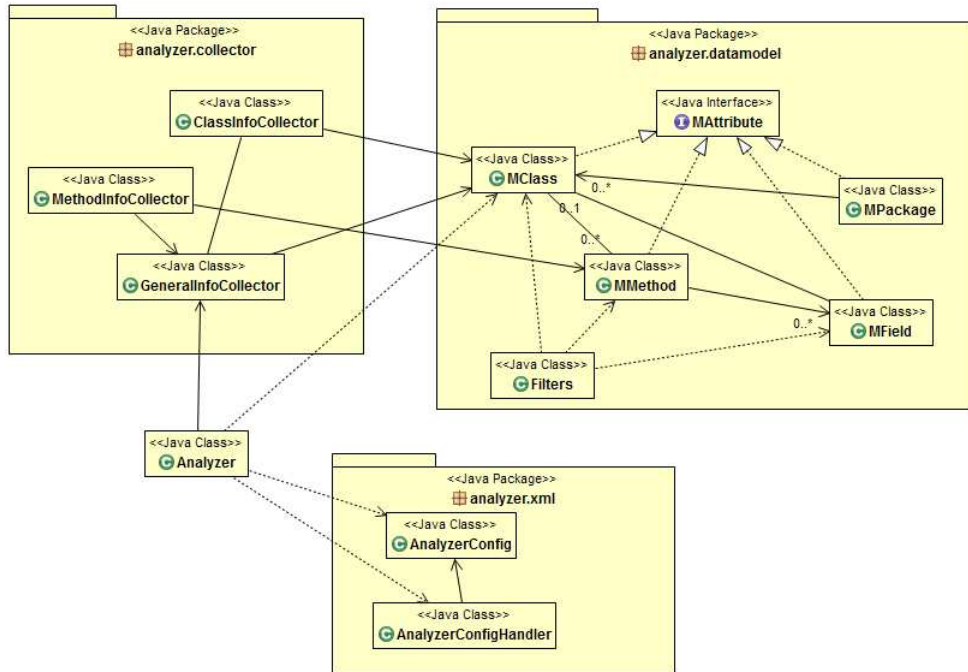 <<Java Package>>
analyzer.collector
<<Java Class>>
ClassInfoCollector
<<Java Class>>
MethodInfoCollector
<<Java Class>>
GeneralInfoCollector
<<Java Package>>
analyzer.datamodel
<<Java Interface>>
MAttribute
<<Java Class>>
MClass
0..*
<<Java Class>>
MPackage
0..1
0..*
<<Java Class>>
MMethod
<<Java Class>>
MField
0..*
<<Java Class>>
Filters
<<Java Class>>
Analyzer
<<Java Package>>
analyzer.xml
<<Java Class>>
AnalyzerConfig
<<Java Class>>
AnalyzerConfigHandler